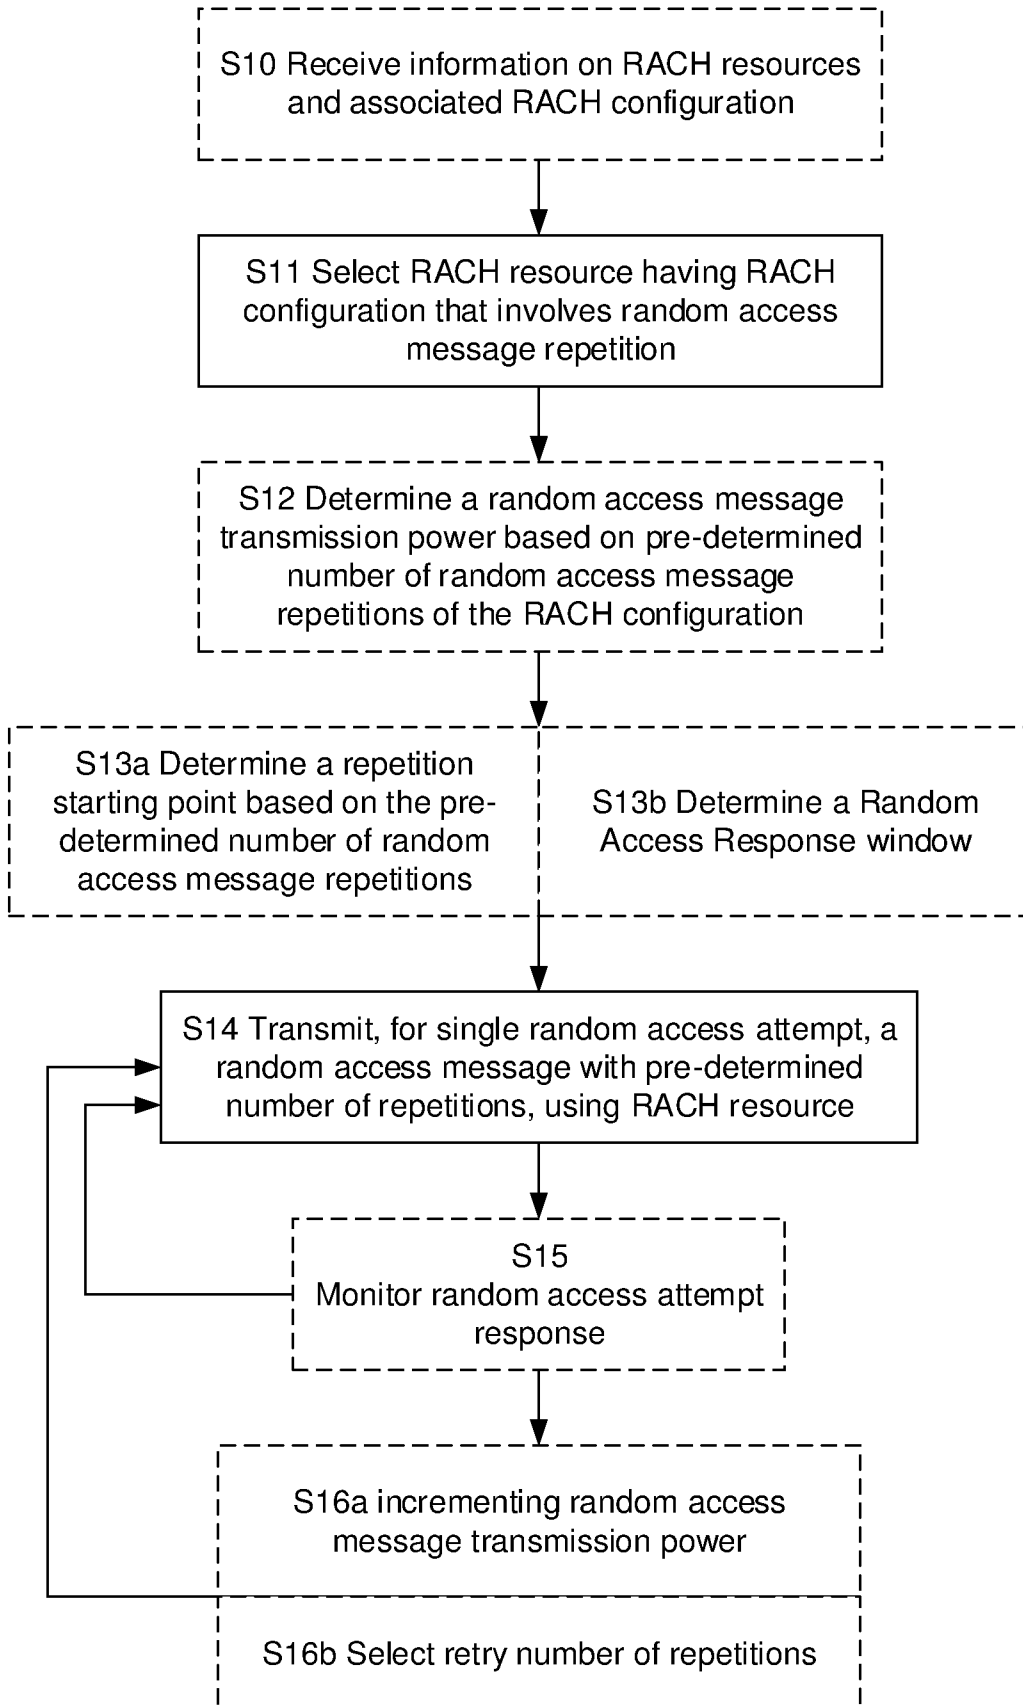 S10 Receive information on RACH resources
and associated RACH configuration
S11 Select RACH resource having RACH
configuration that involves random access
message repetition
S12 Determine a random access message
transmission power based on pre-determined
number of random access message
repetitions of the RACH configuration
S13a Determine a repetition
starting point based on the pre-
determined number of random
access message repetitions
S13b Determine a Random
Access Response window
S14 Transmit, for single random access attempt, a
random access message with pre-determined
number of repetitions, using RACH resource
S15
Monitor random access attempt
response
S16a incrementing random access
message transmission power
S16b Select retry number of repetitions